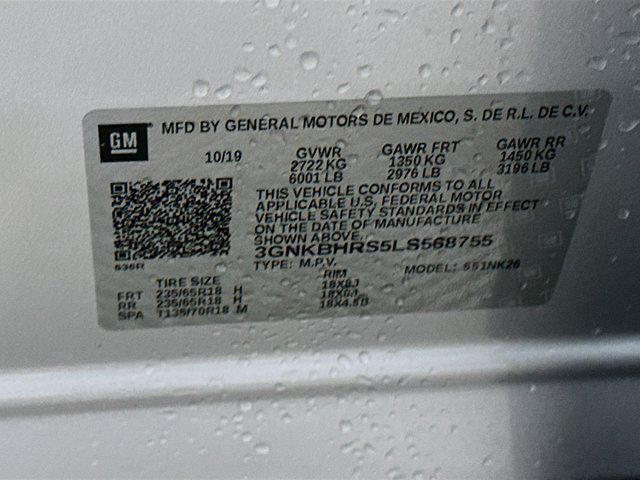 GM MFD BY GENERAL MOTORS DE MEXICO, S. DE R.L. DE C.V.
10/19 GVWR GAWR FRT GAWR RR
2722 KG 1350 KG 1450 KG
6001 LB 2976 LB 3196 LB
THIS VEHICLE CONFORMS TO ALL
APPLICABLE U.S. FEDERAL MOTOR
VEHICLE SAFETY STANDARDS IN EFFECT
ON THE DATE OF MANUFACTURE
SHOWN ABOVE.
3GNKBHRS5LS568755
TYPE: M.P.V. MODEL: 551NK26
636R
TIRE SIZE RIM
FRT 235/65R18 H 18X8J
RR 235/65R18 H 18X8J
SPA T135/70R18 M 18X4.5B